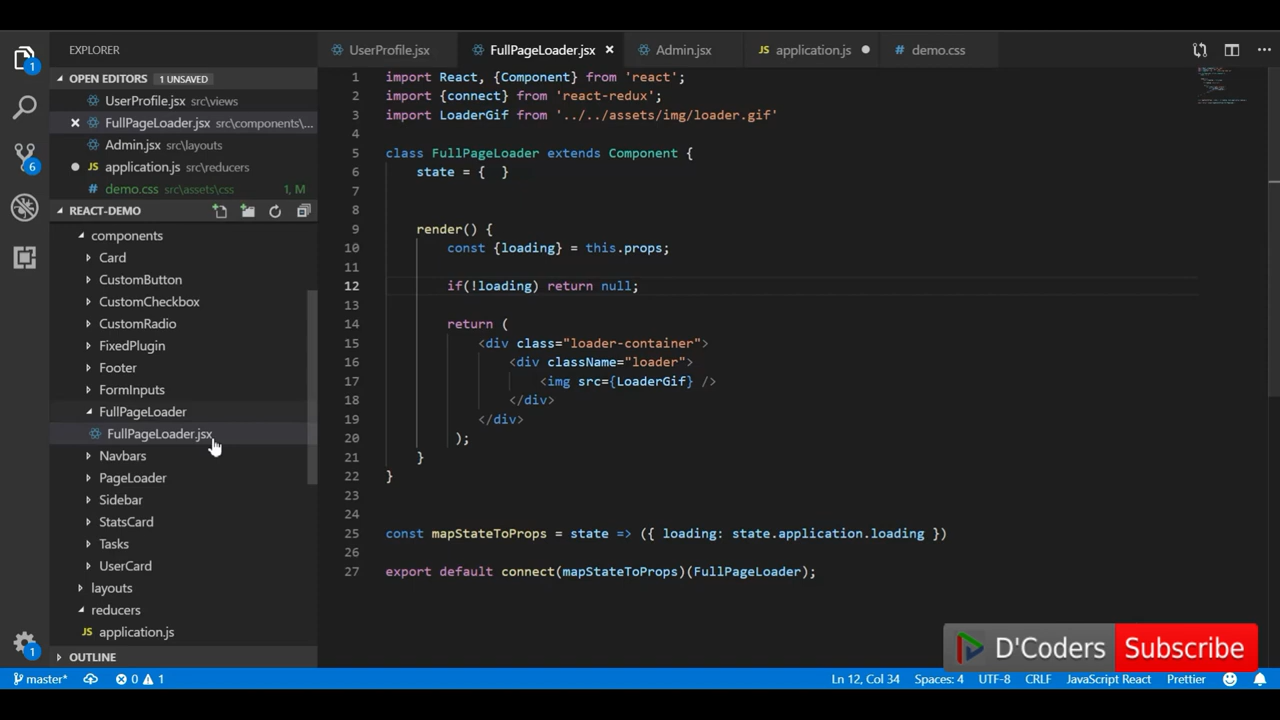 EXPLORER
OPEN EDITORS 1 UNSAVED
UserProfile.jsx src\views
FullPageLoader.jsx src\components\...
Admin.jsx src\layouts
JS application.js src\reducers
# demo.css src\assets\css 1, M
REACT-DEMO
components
Card
CustomButton
CustomCheckbox
CustomRadio
FixedPlugin
Footer
FormInputs
FullPageLoader
FullPageLoader.jsx
Navbars
PageLoader
Sidebar
StatsCard
Tasks
UserCard
layouts
reducers
JS application.js
OUTLINE
1
6
1
UserProfile.jsx FullPageLoader.jsx Admin.jsx JS application.js # demo.css
1 import React, {Component} from 'react';
2 import {connect} from 'react-redux';
3 import LoaderGif from '../../assets/img/loader.gif'
4
5 class FullPageLoader extends Component {
6 state = {  }
7
8
9 render() {
10 const {loading} = this.props;
11
12 if(!loading) return null;
13
14 return (
15 <div class="loader-container">
16 <div className="loader">
17 <img src={LoaderGif} />
18 </div>
19 </div>
20 );
21 }
22 }
23
24
25 const mapStateToProps = state => ({ loading: state.application.loading })
26
27 export default connect(mapStateToProps)(FullPageLoader);
D'Coders Subscribe
master* 0 1 Ln 12, Col 34 Spaces: 4 UTF-8 CRLF JavaScript React Prettier